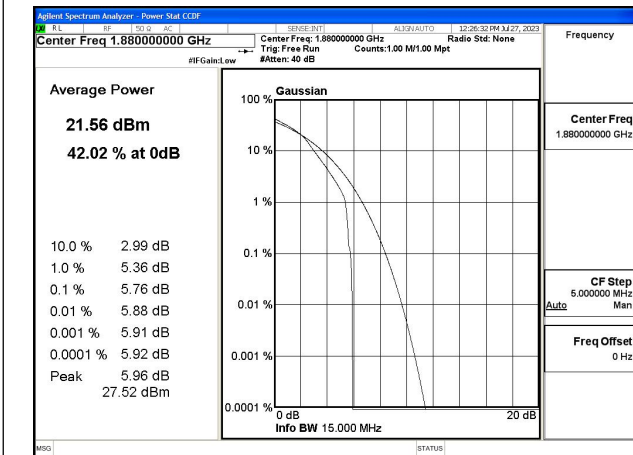 Agilent Spectrum Analyzer - Power Stat CCDF
LXI RL RF 50 Ω AC SENSE:INT ALIGN AUTO 12:26:32 PM Jul 27, 2023
Center Freq 1.880000000 GHz
Center Freq: 1.880000000 GHz Radio Std: None
Trig: Free Run Counts:1.00 M/1.00 Mpt
#IFGain:Low #Atten: 40 dB
Frequency
Average Power
21.56 dBm
42.02 % at 0dB
10.0 % 2.99 dB
1.0 % 5.36 dB
0.1 % 5.76 dB
0.01 % 5.88 dB
0.001 % 5.91 dB
0.0001 % 5.92 dB
Peak 5.96 dB
27.52 dBm
Gaussian
100 %
10 %
1 %
0.1 %
0.01 %
0.001 %
0.0001 %
0 dB 20 dB
Info BW 15.000 MHz
Center Freq
1.880000000 GHz
CF Step
5.000000 MHz
Auto Man
Freq Offset
0 Hz
MSG STATUS